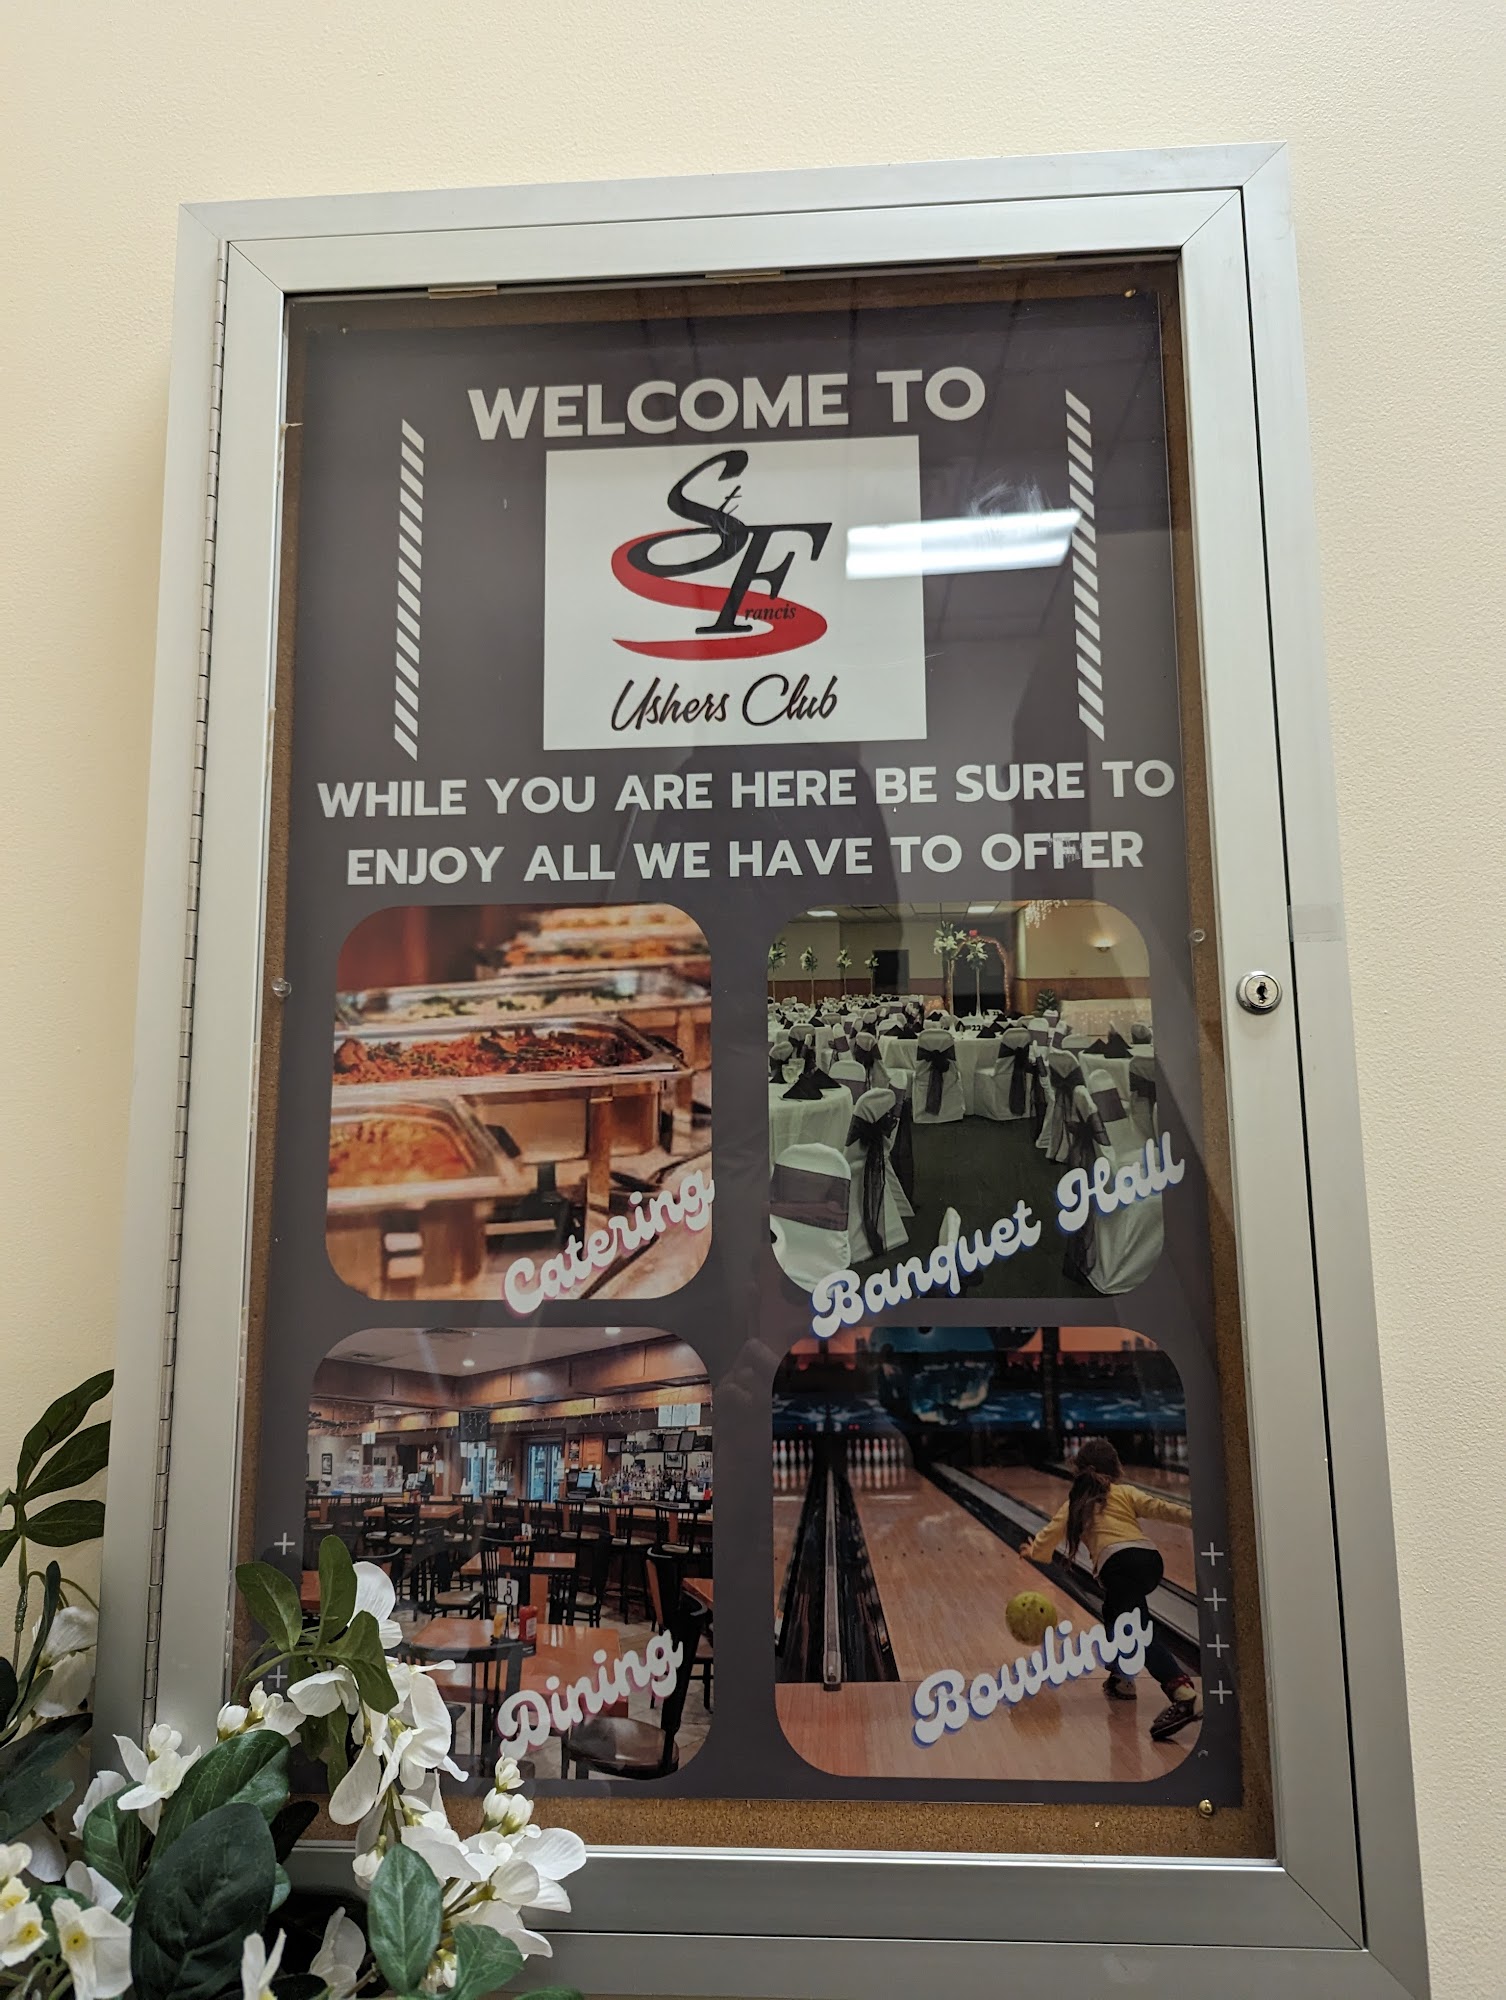 WELCOME TO
St
Francis
Ushers Club
WHILE YOU ARE HERE BE SURE TO
ENJOY ALL WE HAVE TO OFFER
Catering
Banquet Hall
Dining
Bowling